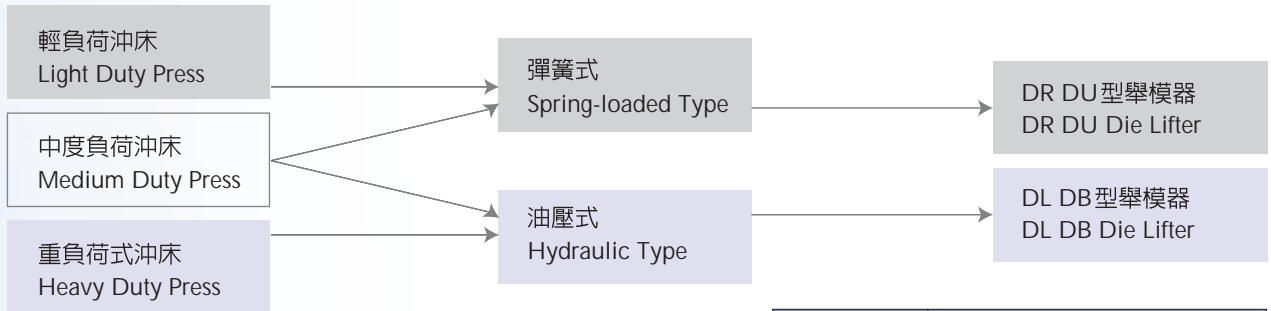 輕負荷沖床
Light Duty Press
中度負荷沖床
Medium Duty Press
重負荷式沖床
Heavy Duty Press
彈簧式
Spring-loaded Type
油壓式
Hydraulic Type
DR DU型舉模器
DR DU Die Lifter
DL DB型舉模器
DL DB Die Lifter